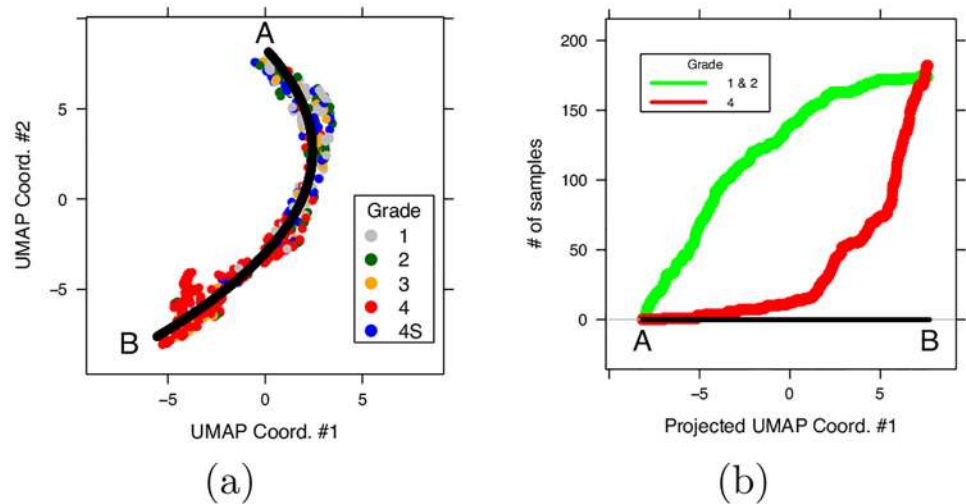 A
B
5
0
−5
−5
0
5
UMAP Coord. #2
UMAP Coord. #1
Grade
1
2
3
4
4S
(a)
200
150
100
50
0
# of samples
Grade
1 & 2
4
A
B
−5
0
5
Projected UMAP Coord. #1
(b)